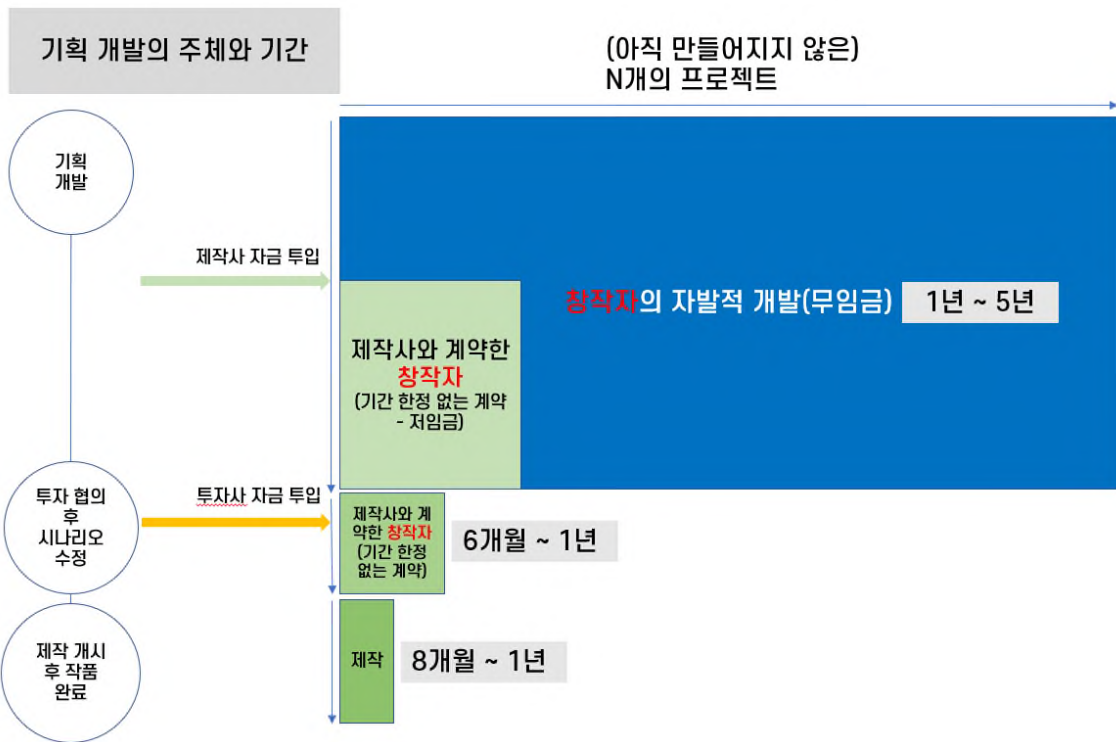 기획 개발의 주체와 기간
(아직 만들어지지 않은)
N개의 프로젝트
기획
개발
제작사 자금 투입
창작자의 자발적 개발(무임금)
1년 ~ 5년
제작사와 계약한
창작자
(기간 한정 없는 계약
- 저임금)
투자 협의
후
시나리오
수정
투자사 자금 투입
제작사와 계
약한 창작자
(기간 한정
없는 계약)
6개월 ~ 1년
제작 개시
후 작품
완료
제작
8개월 ~ 1년